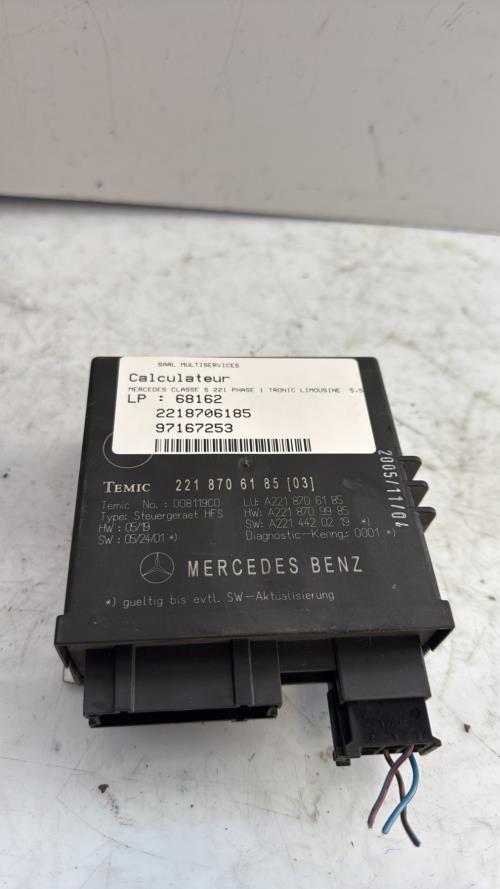 SARL MULTISERVICES
Calculateur
MERCEDES CLASSE S 221 PHASE 1 TRONIC LIMOUSINE 5.5
LP : 68162
2218706185
97167253
TEMIC 221 870 61 85 [03]
Temic No. : 008119C0
Type: Steuergeraet HFS
HW : 05/19
SW : 05/24/01 *)
LU: A221 870 61 85
HW: A221 870 99 85
SW: A221 442 02 19 *)
Diagnostic-Kenng.: 0001 *)
MERCEDES BENZ
*) gueltig bis evtl. SW-Aktualisierung
2005/11/04